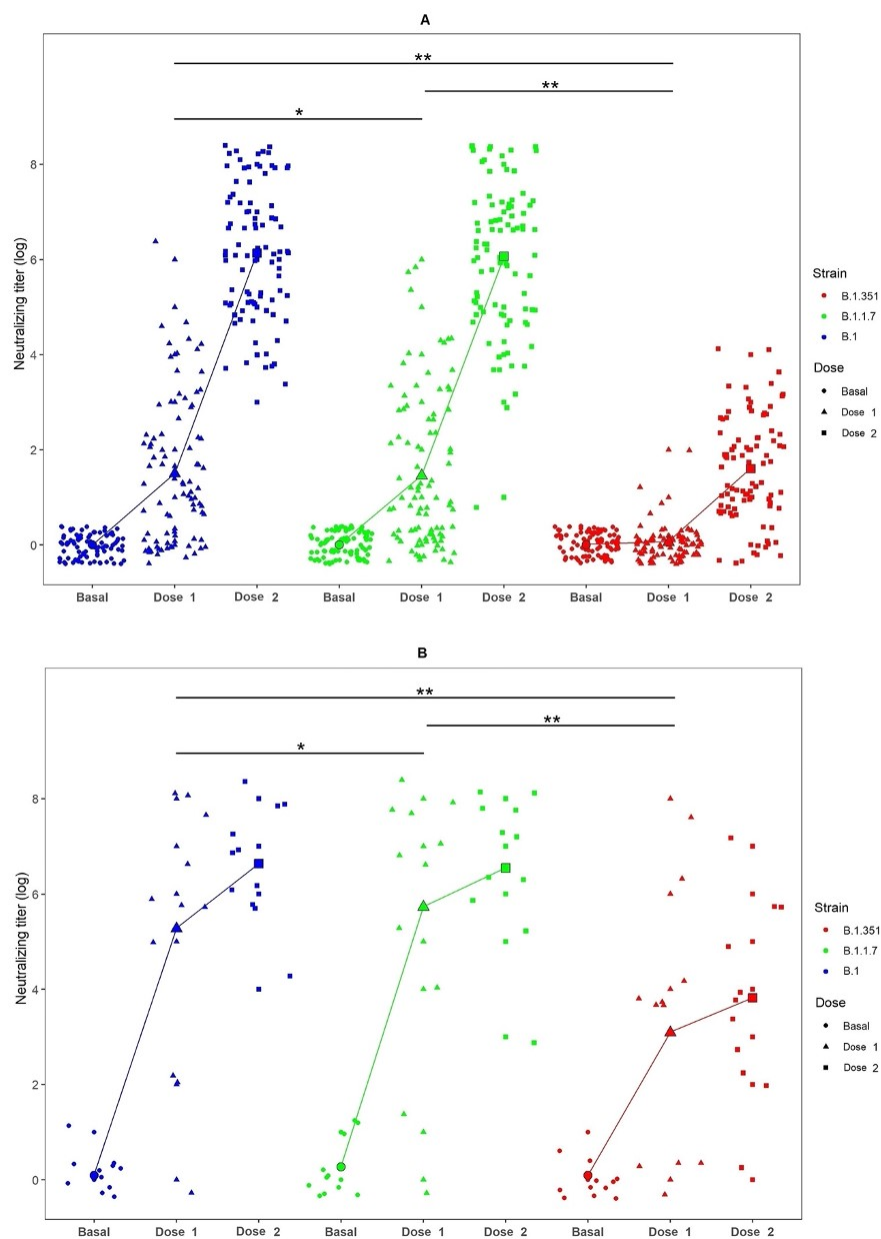 A
**
**
*
Neutralizing titer (log)
8
6
4
2
0
Basal Dose 1 Dose 2 Basal Dose 1 Dose 2 Basal Dose 1 Dose 2
Strain
B.1.351
B.1.1.7
B.1
Dose
Basal
Dose 1
Dose 2
B
**
**
*
Neutralizing titer (log)
8
6
4
2
0
Basal Dose 1 Dose 2 Basal Dose 1 Dose 2 Basal Dose 1 Dose 2
Strain
B.1.351
B.1.1.7
B.1
Dose
Basal
Dose 1
Dose 2